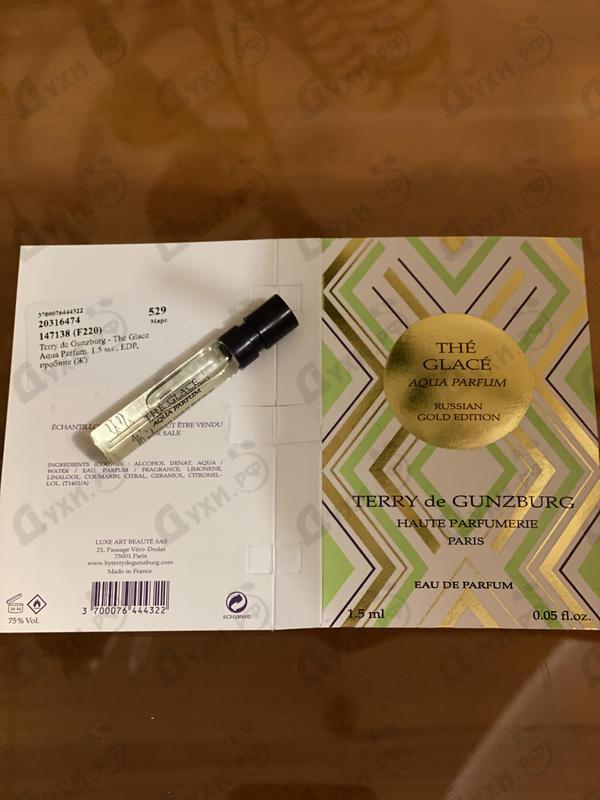 3700076444322
529
20316474
Марс
147138 (F220)
Terry de Gunzburg - The Glace
Aqua Parfum. 1.5 мл., EDP,
пробник (Ж)
THÉ GLACÉ
AQUA PARFUM
ÉCHANTILLON
ÊTRE VENDU
SALE
INGREDIENTS
: ALCOHOL DENAT, AQUA /
WATER / EAU, PARFUM / FRAGRANCE, LIMONENE,
LINALOOL, COUMARIN, CITRAL, GERANIOL, CITRONEL-
LOL. (T1402/A)
LUXE ART BEAUTÉ SAS
21, Passage Véro-Dodat
75001 Paris
www.byterrydegunzburg.com
Made in France
3 700076 444322
75% Vol.
THÉ
GLACÉ
AQUA PARFUM
RUSSIAN
GOLD EDITION
TERRY de GUNZBURG
HAUTE PARFUMERIE
PARIS
EAU DE PARFUM
1.5 ml
0.05 fl.oz.
Духи.РФ